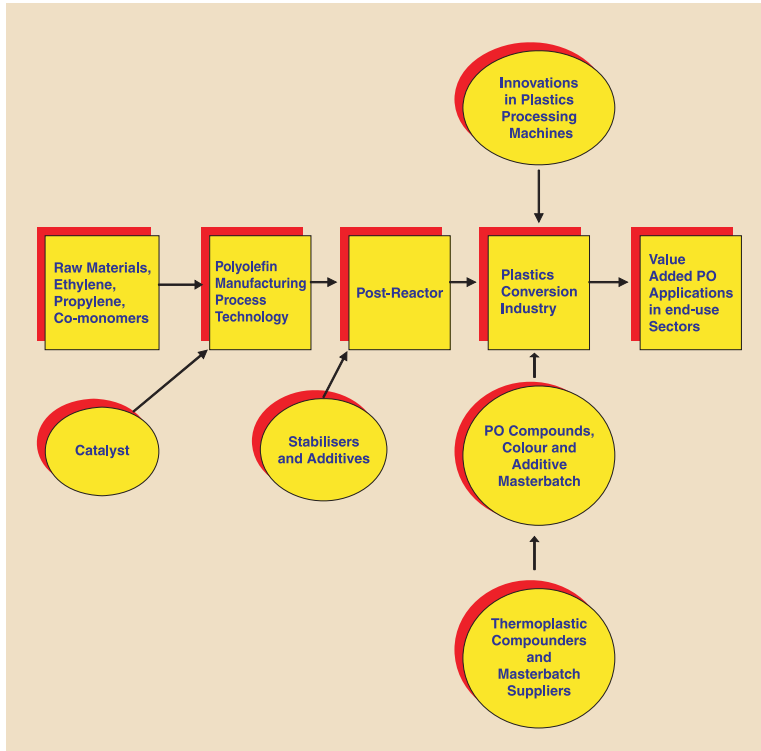 Innovations
in Plastics
Processing
Machines
Raw Materials,
Ethylene,
Propylene,
Co-monomers
Polyolefin
Manufacturing
Process
Technology
Post-Reactor
Plastics
Conversion
Industry
Value
Added PO
Applications
in end-use
Sectors
Catalyst
Stabilisers
and Additives
PO Compounds,
Colour and
Additive
Masterbatch
Thermoplastic
Compounders
and
Masterbatch
Suppliers